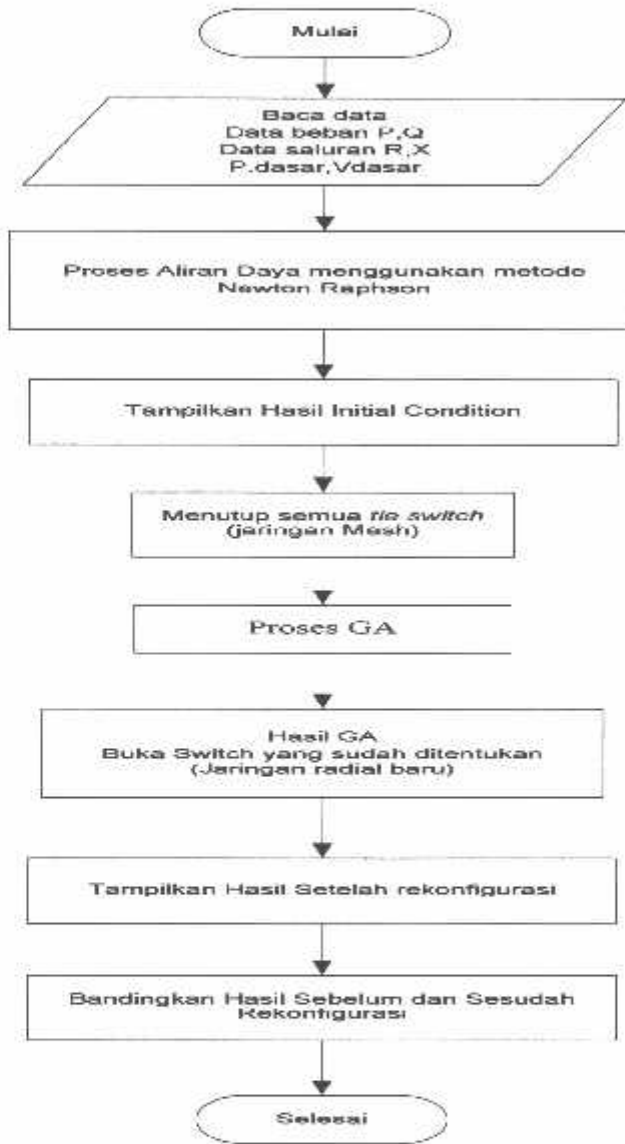 Mulai
Baca data
Data beban P,Q
Data saluran R,X
P.dasar,Vdasar
Proses Aliran Daya menggunakan metode
Newton Raphson
Tampilkan Hasil Initial Condition
Menutup semua tie switch
(jaringan Mesh)
Proses GA
Hasil GA
Buka Switch yang sudah ditentukan
(Jaringan radial baru)
Tampilkan Hasil Setelah rekonfigurasi
Bandingkan Hasil Sebelum dan Sesudah
Rekonfigurasi
Selesai